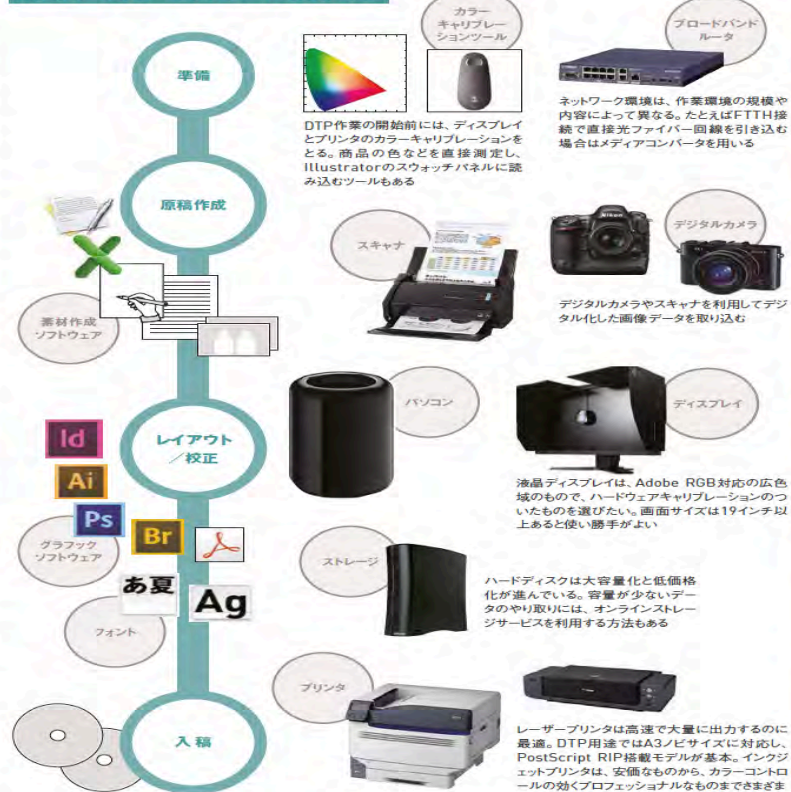 カラー
キャリブレー
ションツール
ブロードバンド
ルータ
準備
DTP作業の開始前には、ディスプレイ
とプリンタのカラーキャリブレーションを
とる。商品の色などを直接測定し、
Illustratorのスウォッチパネルに読
み込むツールもある
ネットワーク環境は、作業環境の規模や
内容によって異なる。たとえばFTTH接
続で直接光ファイバー回線を引き込む
場合はメディアコンバータを用いる
原稿作成
スキャナ
Nikon
デジタルカメラ
デジタルカメラやスキャナを利用してデジ
タル化した画像データを取り込む
素材作成
ソフトウェア
パソコン
ディスプレイ
レイアウト
／校正
Id
Ai
Ps
Br
グラフック
ソフトウェア
液晶ディスプレイは、Adobe RGB対応の広色
域のもので、ハードウェアキャリブレーションのつ
いたものを選びたい。画面サイズは19インチ以
上あると使い勝手がよい
ストレージ
ハードディスクは大容量化と低価格
化が進んでいる。容量が少ないデー
タのやり取りには、オンラインストレー
ジサービスを利用する方法もある
あ夏
Ag
フォント
プリンタ
入稿
レーザープリンタは高速で大量に出力するのに
最適。DTP用途ではA3ノビサイズに対応し、
PostScript RIP搭載モデルが基本。インクジ
ェットプリンタは、安価なものから、カラーコントロ
ールの効くプロフェッショナルなものまでさまざま